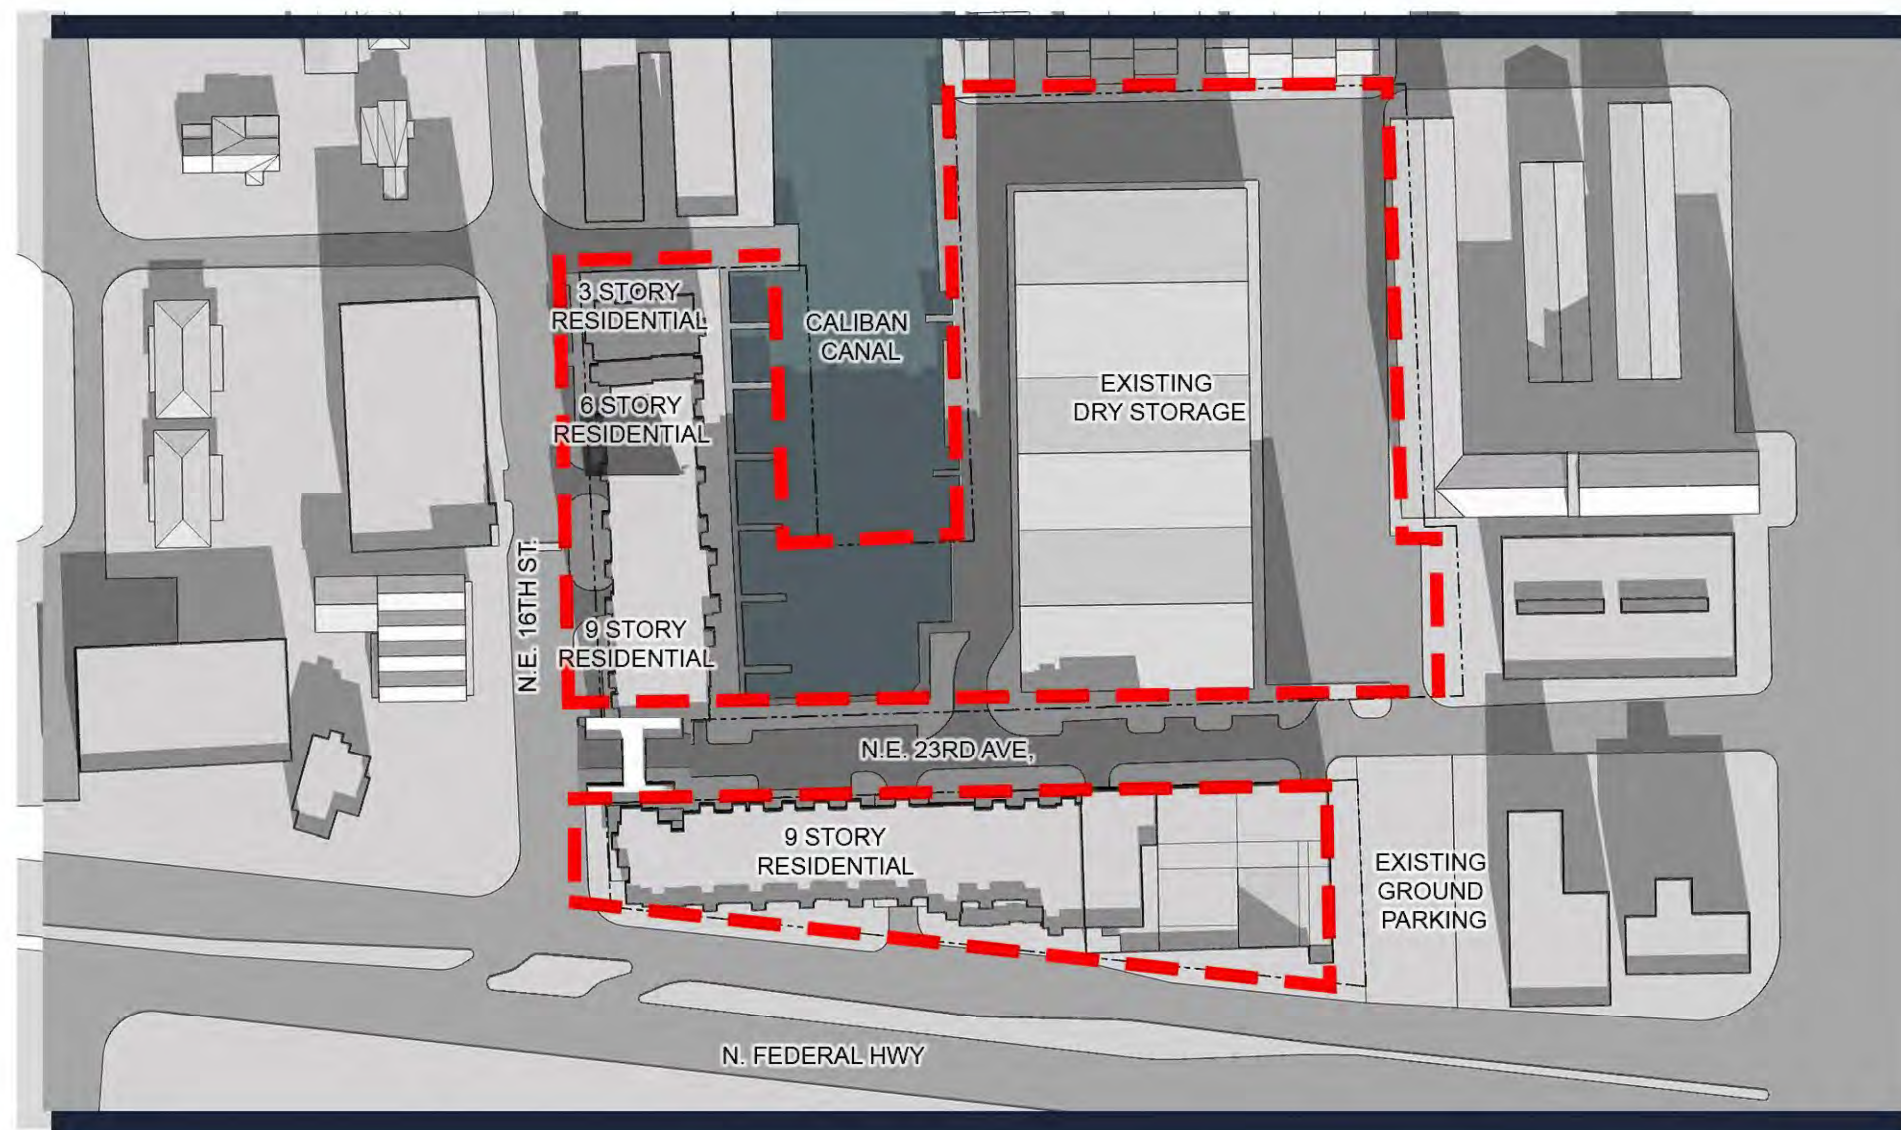 3 STORY
RESIDENTIAL
CALIBAN
CANAL
EXISTING
DRY STORAGE
6 STORY
RESIDENTIAL
N.E. 16TH ST.
9 STORY
RESIDENTIAL
N.E. 23RD AVE,
9 STORY
RESIDENTIAL
EXISTING
GROUND
PARKING
N. FEDERAL HWY